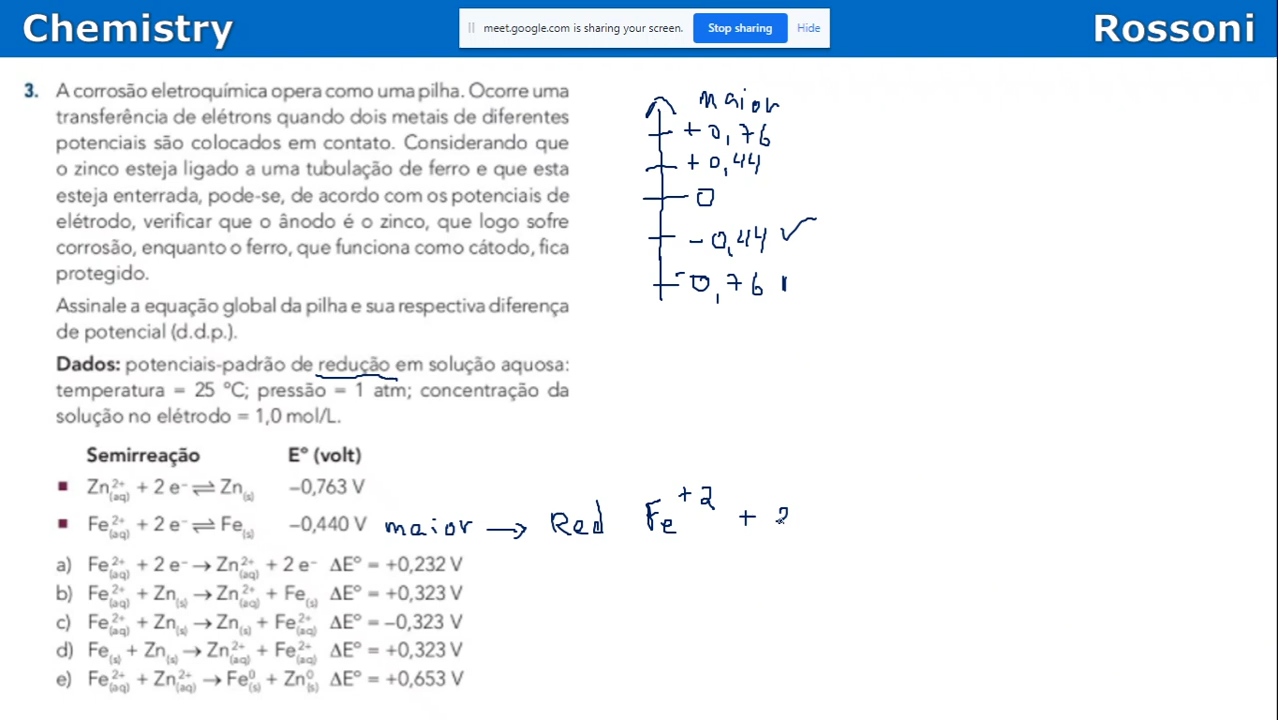 Chemistry
meet.google.com is sharing your screen. Stop sharing Hide
Rossoni
3. A corrosão eletroquímica opera como uma pilha. Ocorre uma
transferência de elétrons quando dois metais de diferentes
potenciais são colocados em contato. Considerando que
o zinco esteja ligado a uma tubulação de ferro e que esta
esteja enterrada, pode-se, de acordo com os potenciais de
elétrodo, verificar que o ânodo é o zinco, que logo sofre
corrosão, enquanto o ferro, que funciona como cátodo, fica
protegido.
Assinale a equação global da pilha e sua respectiva diferença
de potencial (d.d.p.).
Dados: potenciais-padrão de redução em solução aquosa:
temperatura = 25 °C; pressão = 1 atm; concentração da
solução no elétrodo = 1,0 mol/L.
Semirreação E° (volt)
Zn²⁺(aq) + 2 e⁻ ⇌ Zn(s) −0,763 V
Fe²⁺(aq) + 2 e⁻ ⇌ Fe(s) −0,440 V maior → Red Fe⁺² + 2
a) Fe²⁺(aq) + 2 e⁻ → Zn²⁺(aq) + 2 e⁻ ΔE° = +0,232 V
b) Fe²⁺(aq) + Zn(s) → Zn²⁺(aq) + Fe(s) ΔE° = +0,323 V
c) Fe²⁺(aq) + Zn(s) → Zn(s) + Fe²⁺(aq) ΔE° = −0,323 V
d) Fe(s) + Zn(s) → Zn²⁺(aq) + Fe²⁺(aq) ΔE° = +0,323 V
e) Fe²⁺(aq) + Zn²⁺(aq) → Fe⁰(s) + Zn⁰(s) ΔE° = +0,653 V
maior
+0,76
+0,44
0
-0,44 ✓
-0,76